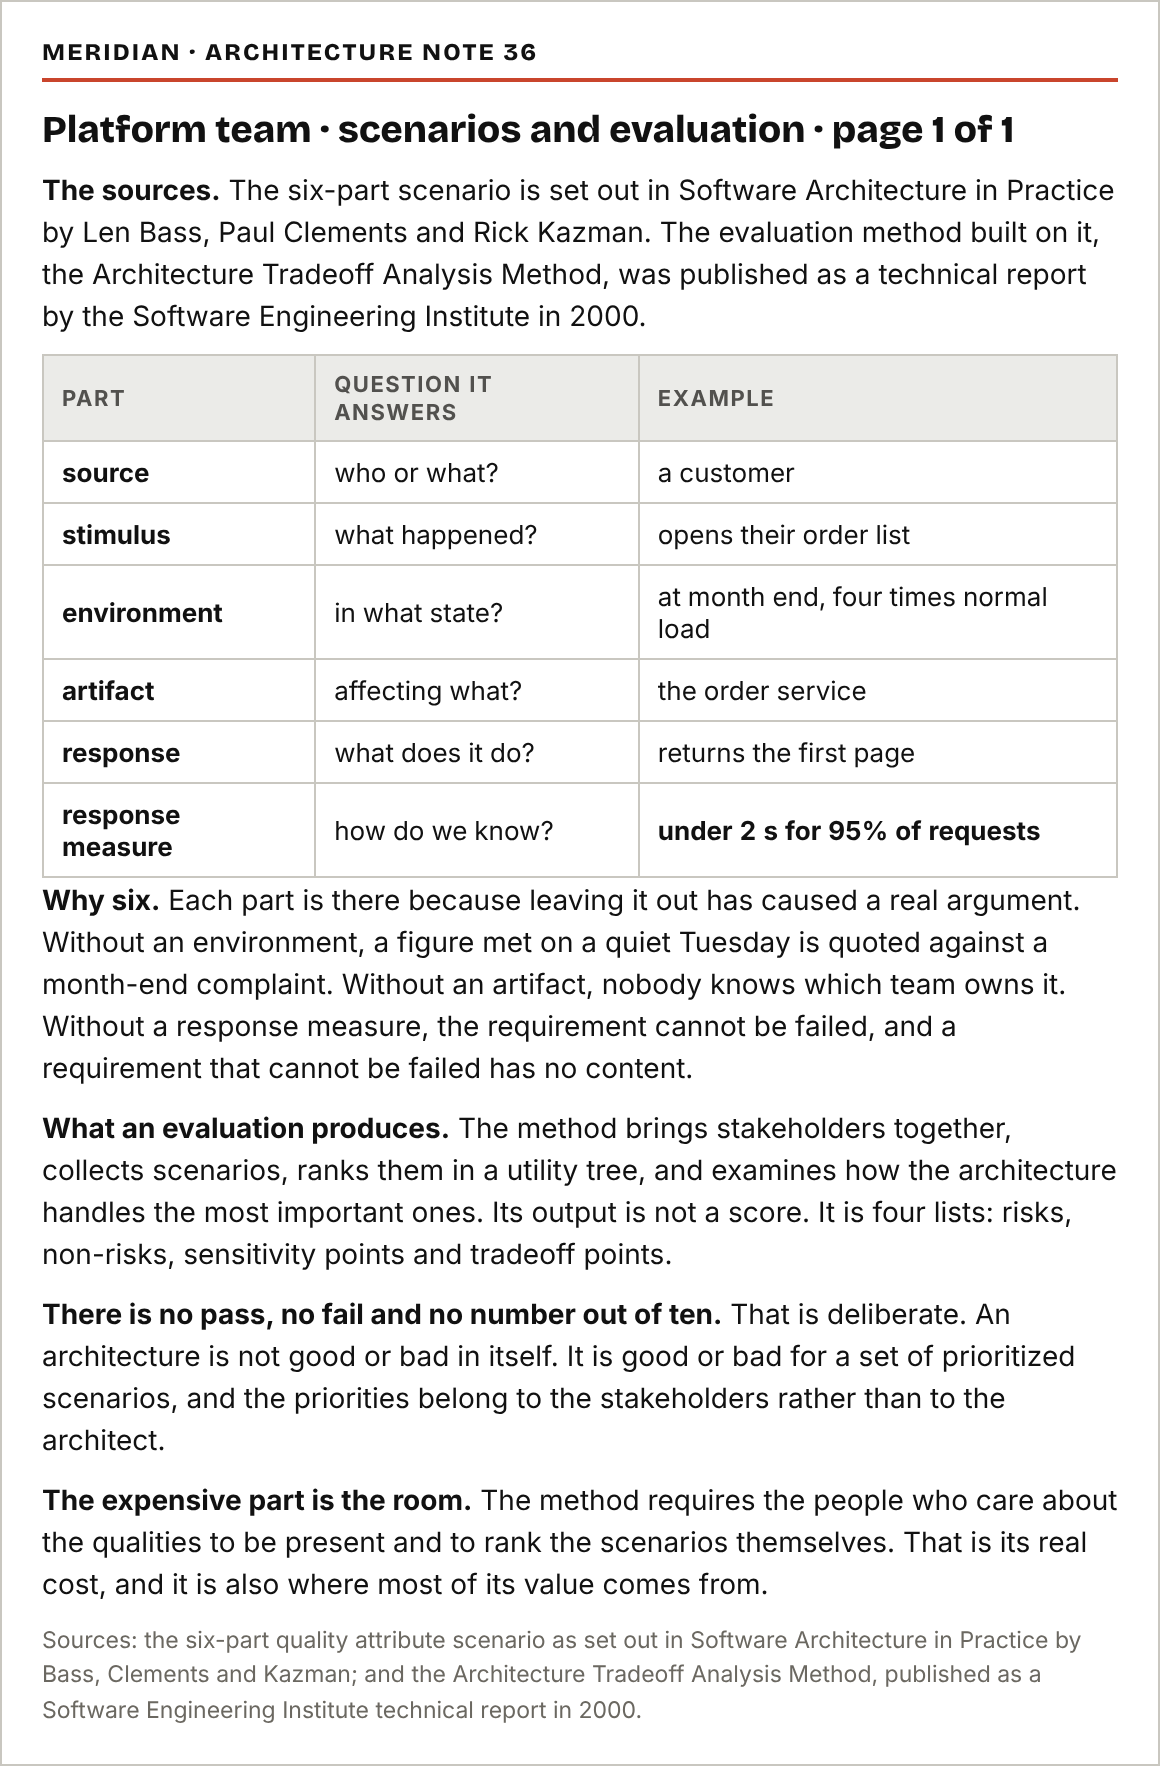 MERIDIAN · ARCHITECTURE NOTE 36
Platform team · scenarios and evaluation · page 1 of 1
The sources. The six-part scenario is set out in Software Architecture in Practice
by Len Bass, Paul Clements and Rick Kazman. The evaluation method built on it,
the Architecture Tradeoff Analysis Method, was published as a technical report
by the Software Engineering Institute in 2000.
PART
QUESTION IT
ANSWERS
EXAMPLE
source
who or what?
a customer
stimulus
what happened?
opens their order list
environment
in what state?
at month end, four times normal
load
artifact
affecting what?
the order service
response
what does it do?
returns the first page
response
measure
how do we know?
under 2 s for 95% of requests
Why six. Each part is there because leaving it out has caused a real argument.
Without an environment, a figure met on a quiet Tuesday is quoted against a
month-end complaint. Without an artifact, nobody knows which team owns it.
Without a response measure, the requirement cannot be failed, and a
requirement that cannot be failed has no content.
What an evaluation produces. The method brings stakeholders together,
collects scenarios, ranks them in a utility tree, and examines how the architecture
handles the most important ones. Its output is not a score. It is four lists: risks,
non-risks, sensitivity points and tradeoff points.
There is no pass, no fail and no number out of ten. That is deliberate. An
architecture is not good or bad in itself. It is good or bad for a set of prioritized
scenarios, and the priorities belong to the stakeholders rather than to the
architect.
The expensive part is the room. The method requires the people who care about
the qualities to be present and to rank the scenarios themselves. That is its real
cost, and it is also where most of its value comes from.
Sources: the six-part quality attribute scenario as set out in Software Architecture in Practice by
Bass, Clements and Kazman; and the Architecture Tradeoff Analysis Method, published as a
Software Engineering Institute technical report in 2000.